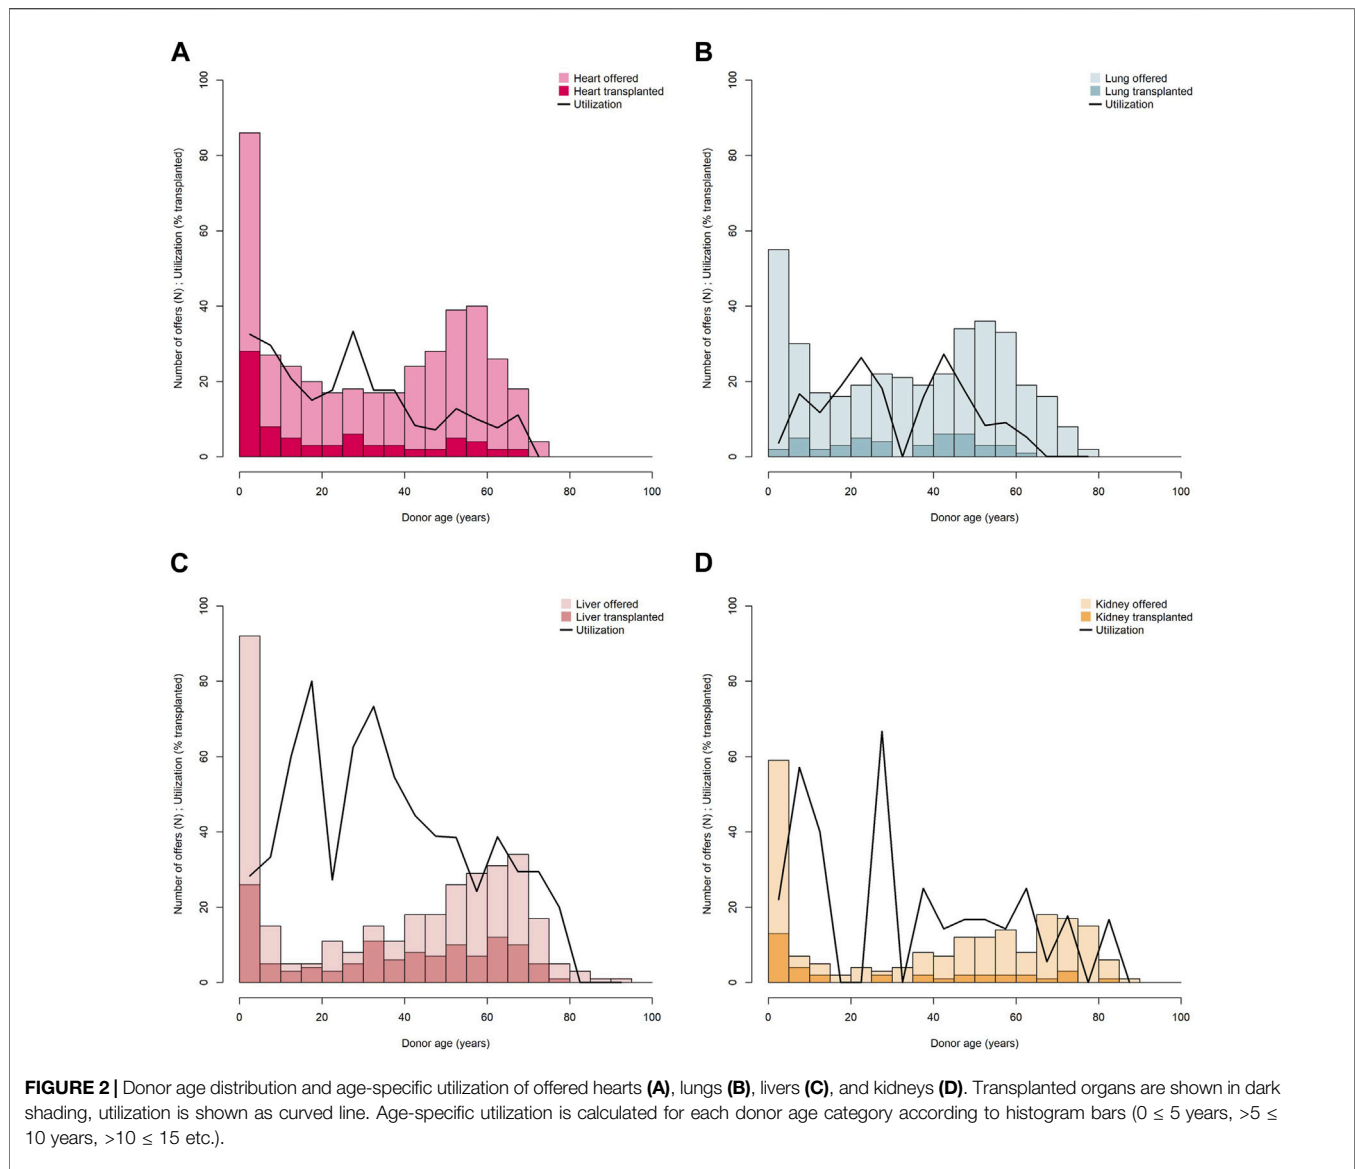 A
Heart offered
Heart transplanted
Utilization
Number of offers (N) ; Utilization (% transplanted)
100
80
60
40
20
0
0 20 40 60 80 100
Donor age (years)
B
Lung offered
Lung transplanted
Utilization
Number of offers (N) ; Utilization (% transplanted)
100
80
60
40
20
0
0 20 40 60 80 100
Donor age (years)
C
Liver offered
Liver transplanted
Utilization
Number of offers (N) ; Utilization (% transplanted)
100
80
60
40
20
0
0 20 40 60 80 100
Donor age (years)
D
Kidney offered
Kidney transplanted
Utilization
Number of offers (N) ; Utilization (% transplanted)
100
80
60
40
20
0
0 20 40 60 80 100
Donor age (years)
FIGURE 2 | Donor age distribution and age-specific utilization of offered hearts (A), lungs (B), livers (C), and kidneys (D). Transplanted organs are shown in dark
shading, utilization is shown as curved line. Age-specific utilization is calculated for each donor age category according to histogram bars (0 ≤ 5 years, >5 ≤
10 years, >10 ≤ 15 etc.).